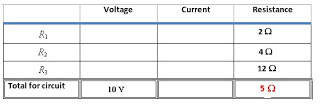 Voltage Current Resistance
R1 2 Ω
R2 4 Ω
R3 12 Ω
Total for circuit 10 V 5 Ω